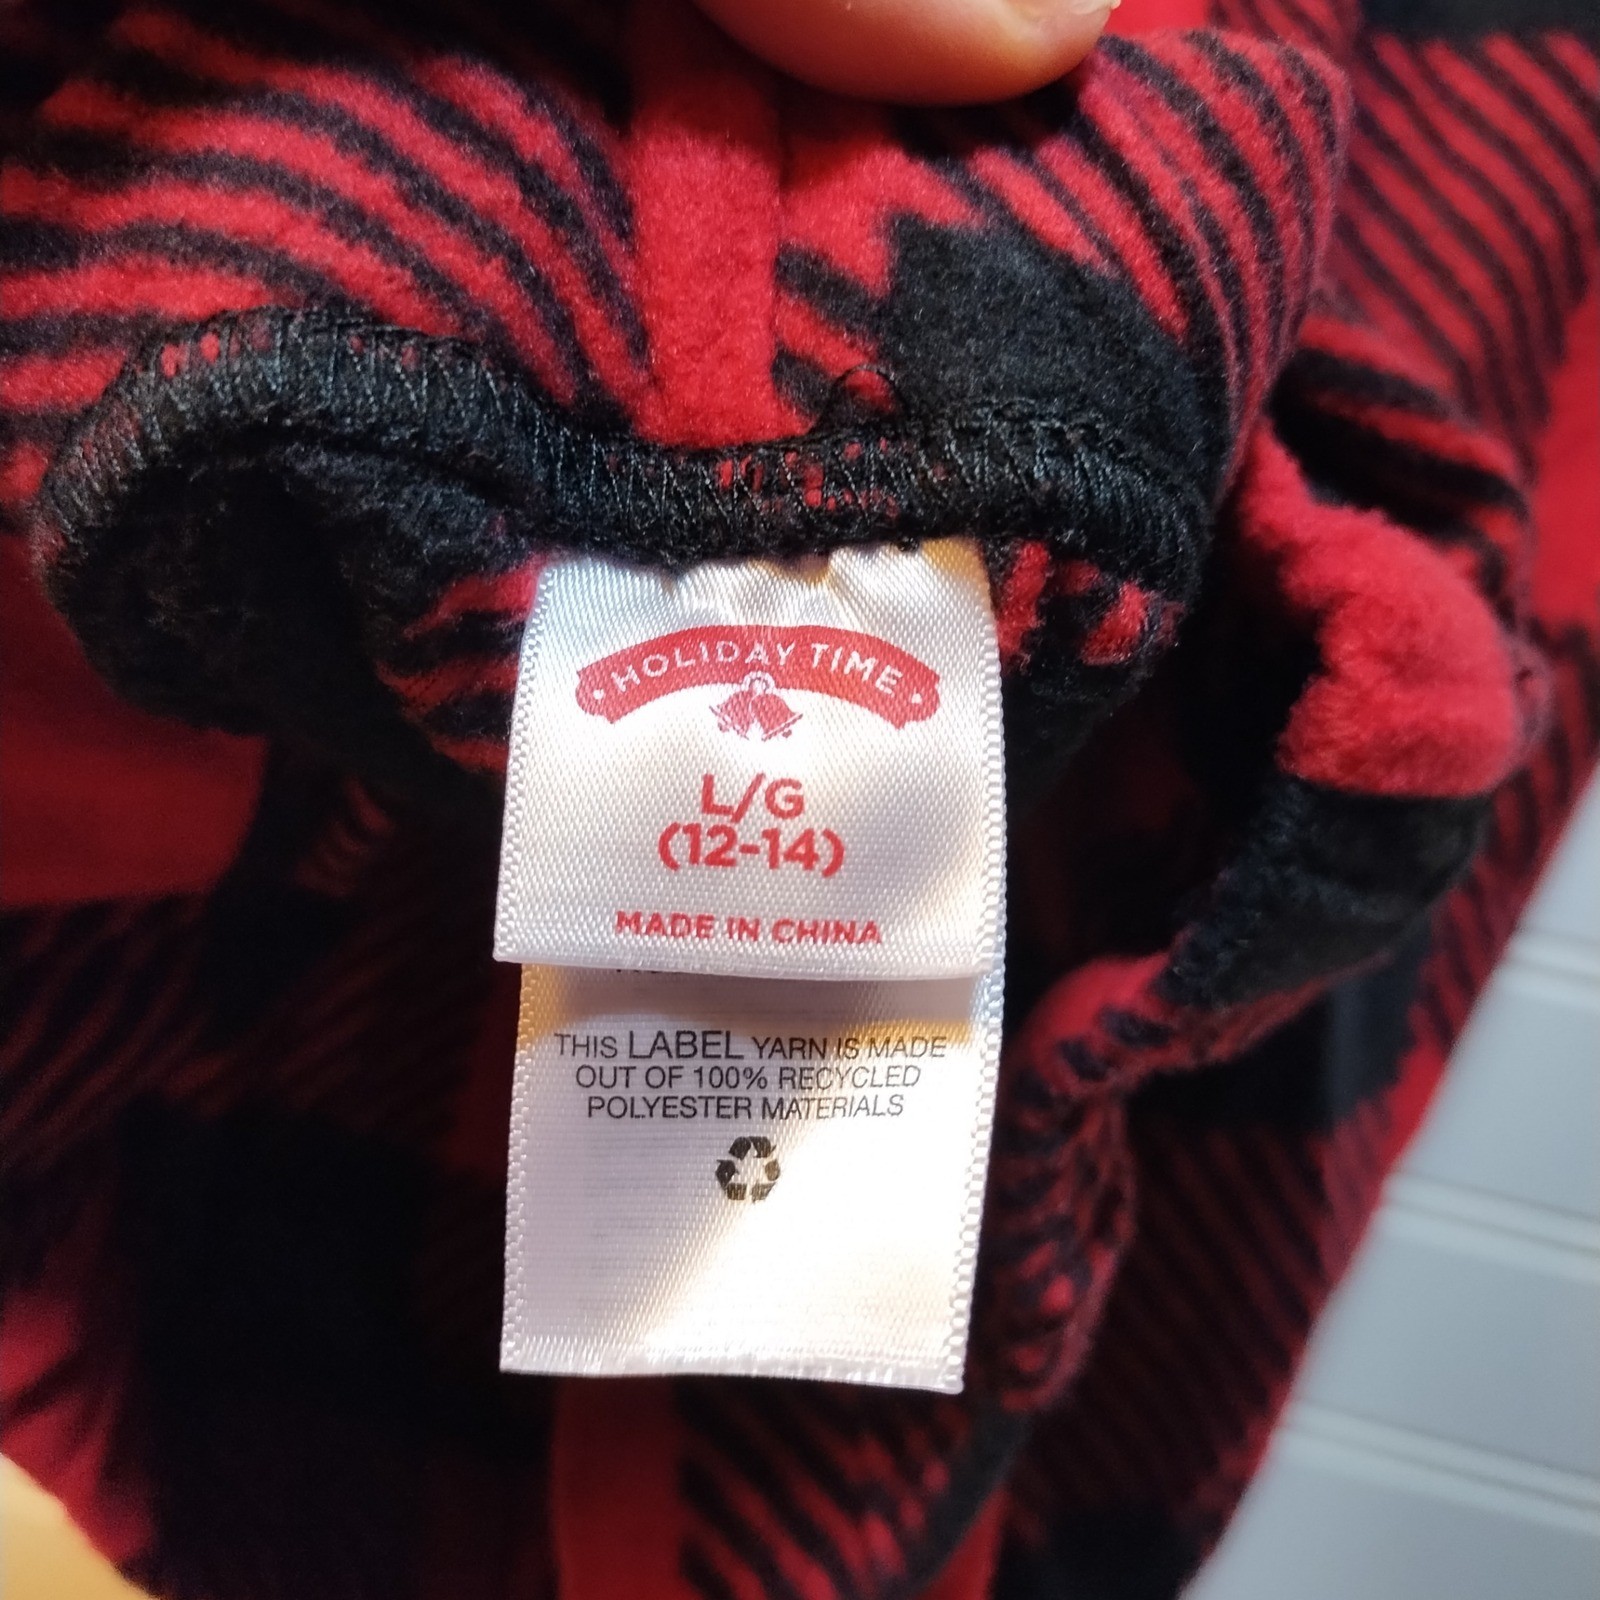 • HOLIDAY TIME •
L/G
(12-14)
MADE IN CHINA
THIS LABEL YARN IS MADE
OUT OF 100% RECYCLED
POLYESTER MATERIALS